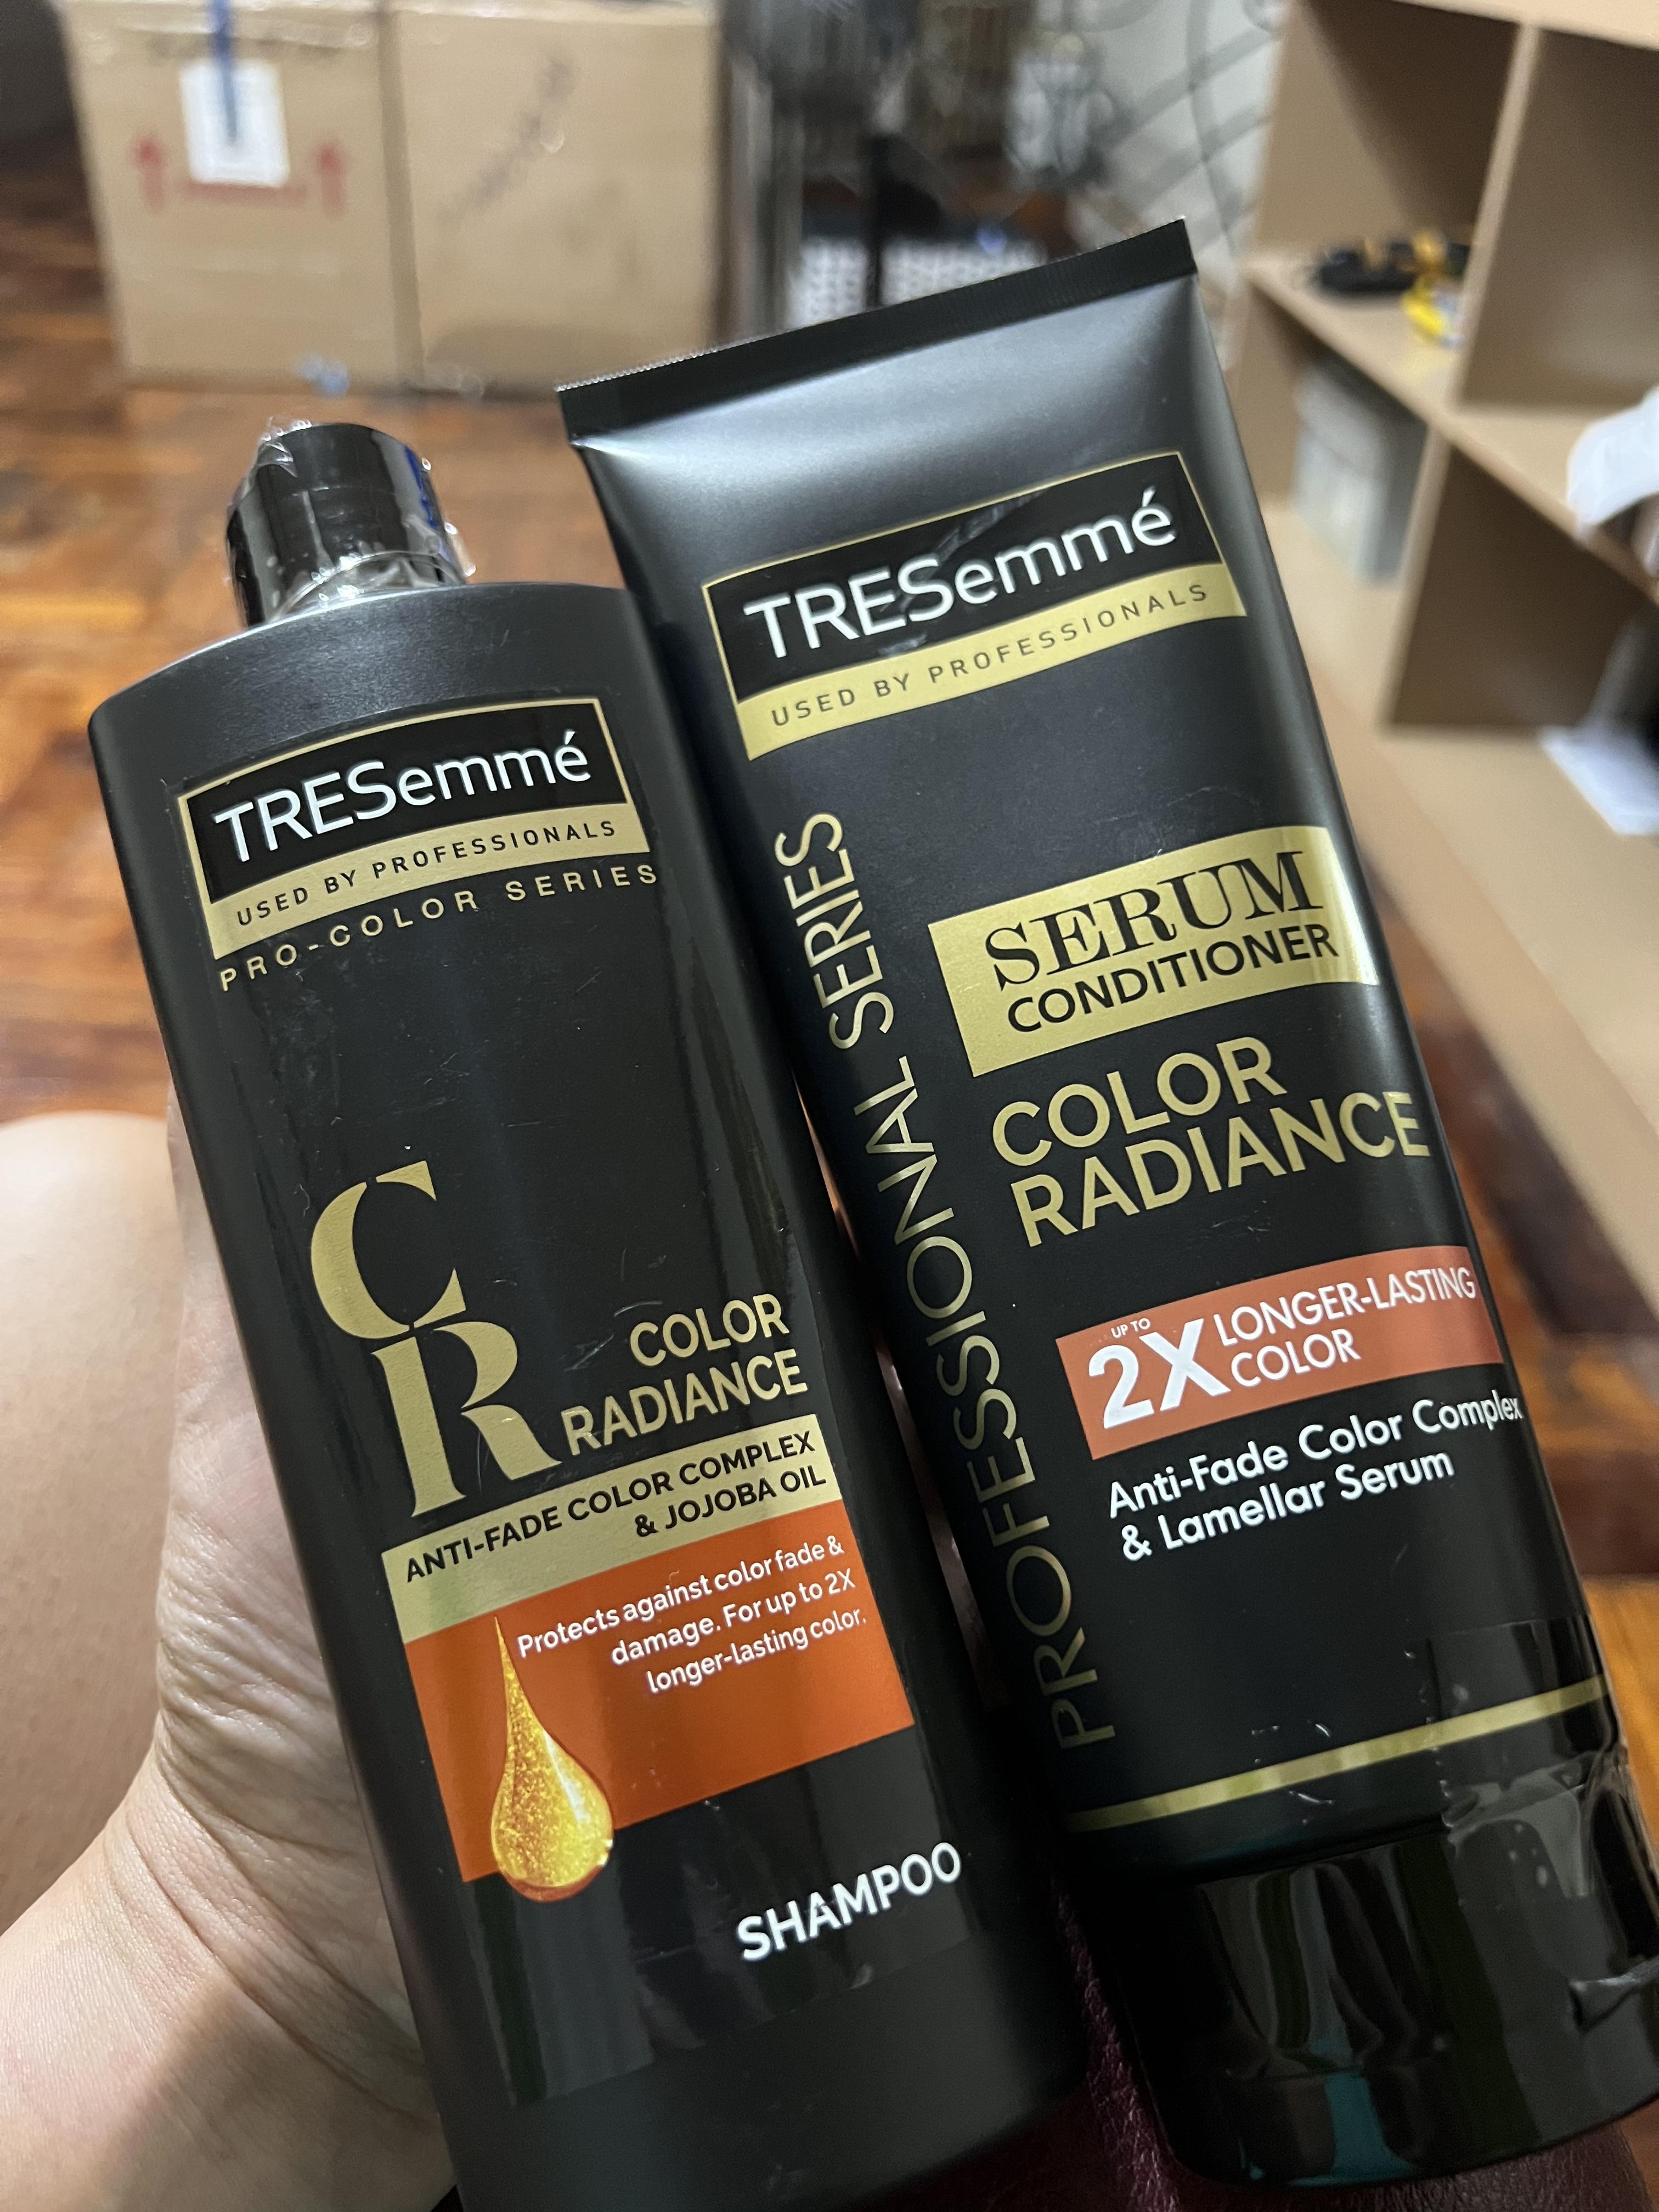 TRESemmé
USED BY PROFESSIONALS
PRO-COLOR SERIES
CR
COLOR
RADIANCE
ANTI-FADE COLOR COMPLEX
& JOJOBA OIL
Protects against color fade &
damage. For up to 2X
longer-lasting color.
SHAMPOO
TRESemmé
USED BY PROFESSIONALS
PROFESSIONAL SERIES
SERUM
CONDITIONER
COLOR
RADIANCE
UP TO
2X LONGER-LASTING
COLOR
Anti-Fade Color Complex
& Lamellar Serum